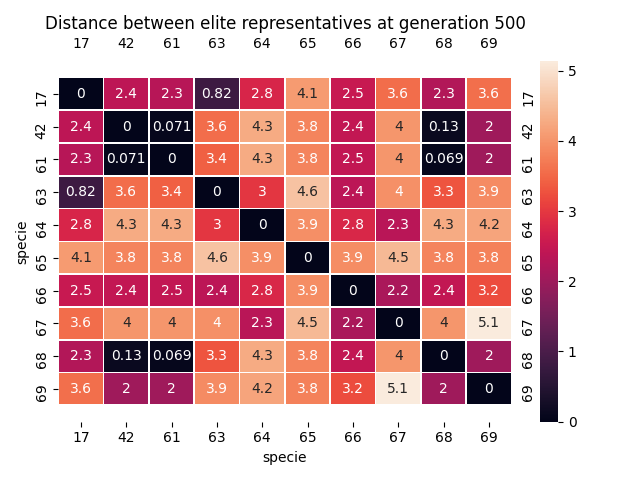 Distance between elite representatives at generation 500
17 42 61 63 64 65 66 67 68 69
17 0 2.4 2.3 0.82 2.8 4.1 2.5 3.6 2.3 3.6 17
42 2.4 0 0.071 3.6 4.3 3.8 2.4 4 0.13 2 42
61 2.3 0.071 0 3.4 4.3 3.8 2.5 4 0.069 2 61
63 0.82 3.6 3.4 0 3 4.6 2.4 4 3.3 3.9 63
64 2.8 4.3 4.3 3 0 3.9 2.8 2.3 4.3 4.2 64
65 4.1 3.8 3.8 4.6 3.9 0 3.9 4.5 3.8 3.8 65
66 2.5 2.4 2.5 2.4 2.8 3.9 0 2.2 2.4 3.2 66
67 3.6 4 4 4 2.3 4.5 2.2 0 4 5.1 67
68 2.3 0.13 0.069 3.3 4.3 3.8 2.4 4 0 2 68
69 3.6 2 2 3.9 4.2 3.8 3.2 5.1 2 0 69
17 42 61 63 64 65 66 67 68 69
specie
specie
5
4
3
2
1
0